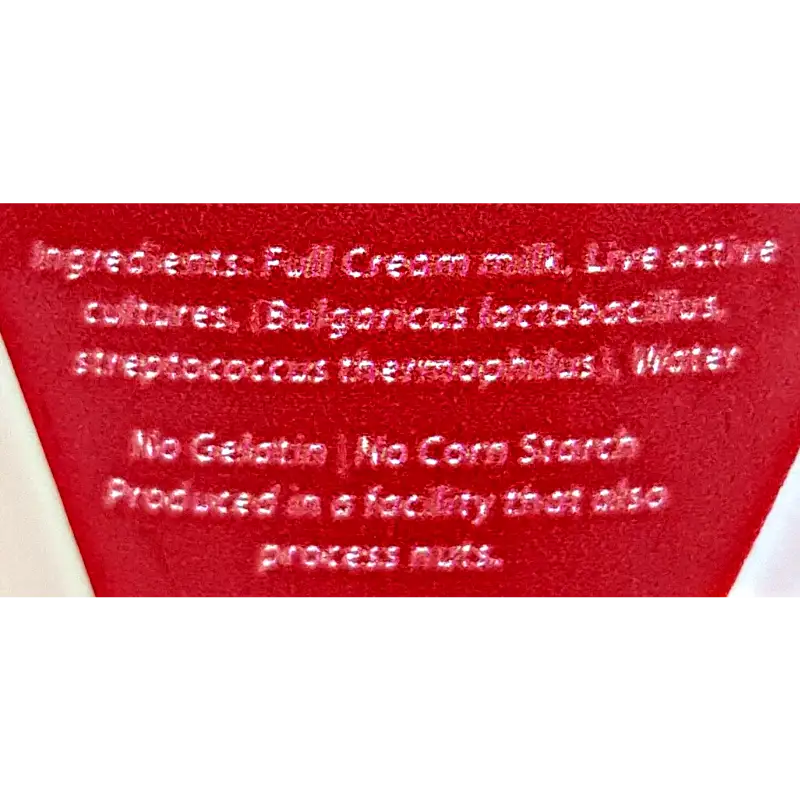 Ingredients: Full Cream milk, Live active
cultures, (Bulgaricus lactobacillus,
streptococcus thermophilus), Water
No Gelatin | No Corn Starch
Produced in a facility that also
process nuts.